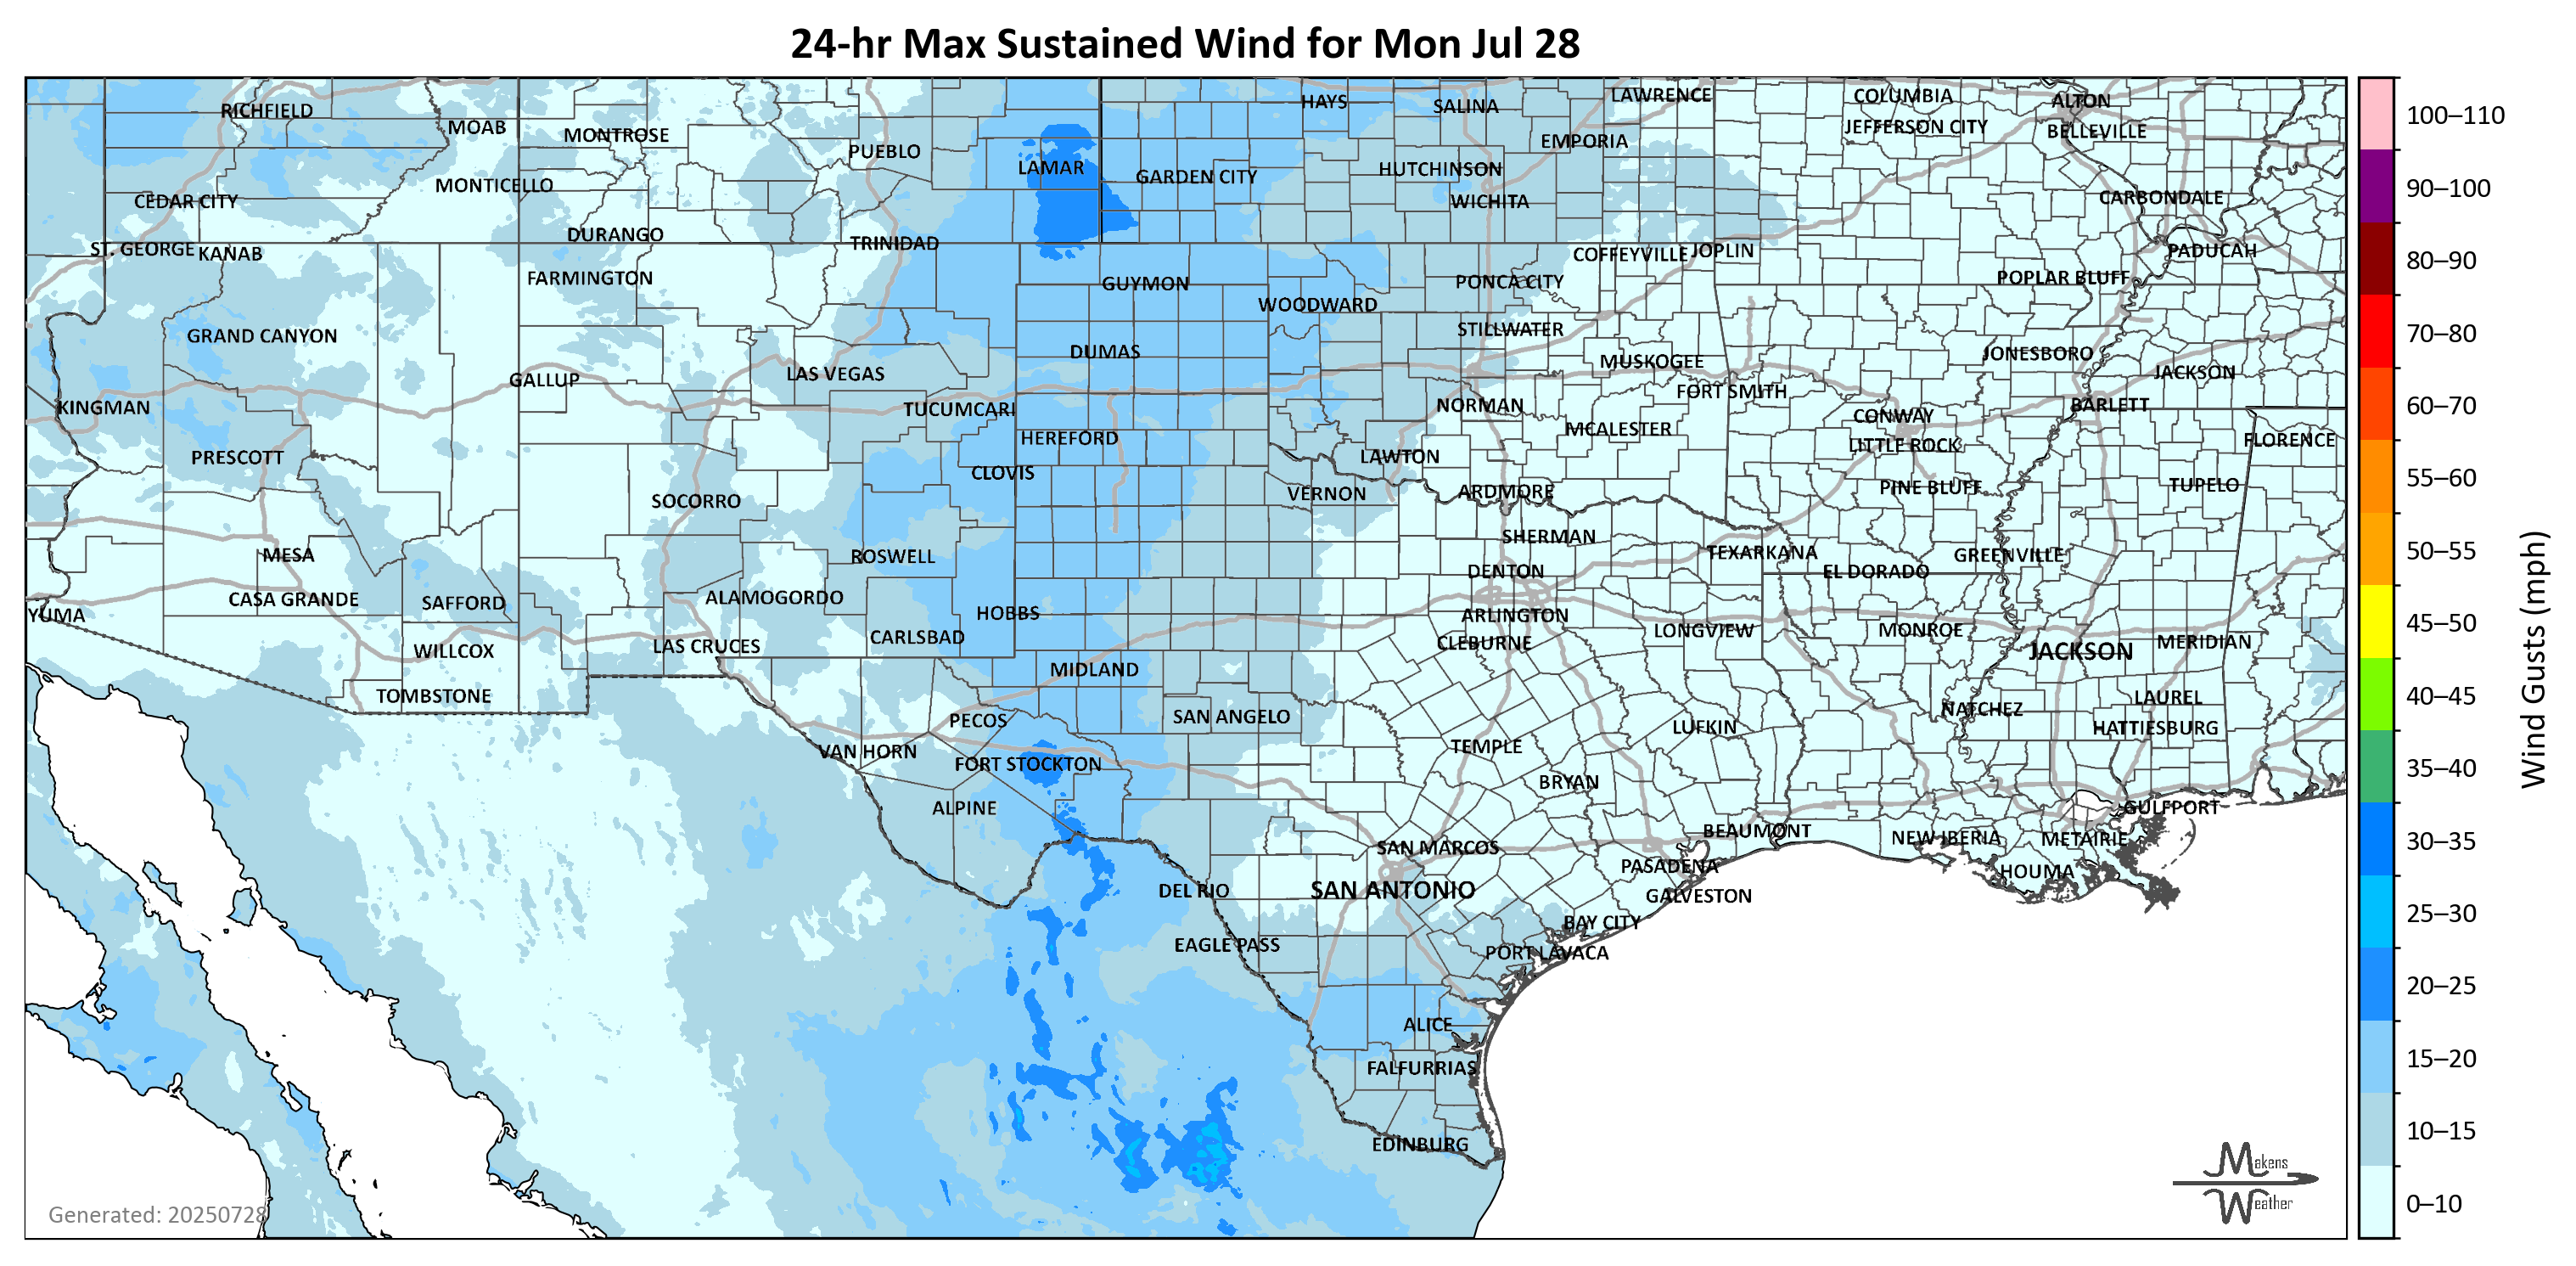 24-hr Max Sustained Wind for Mon Jul 28
RICHFIELD
MOAB
MONTROSE
PUEBLO
LAMAR
HAYS
SALINA
LAWRENCE
COLUMBIA
ALTON
EMPORIA
JEFFERSON CITY
BELLEVILLE
CEDAR CITY
MONTICELLO
GARDEN CITY
HUTCHINSON
WICHITA
CARBONDALE
ST. GEORGE
KANAB
DURANGO
TRINIDAD
COFFEYVILLE
JOPLIN
PADUCAH
FARMINGTON
GUYMON
PONCA CITY
POPLAR BLUFF
WOODWARD
GRAND CANYON
STILLWATER
DUMAS
MUSKOGEE
JONESBORO
GALLUP
LAS VEGAS
FORT SMITH
JACKSON
KINGMAN
TUCUMCARI
NORMAN
CONWAY
BARLETT
HEREFORD
MCALESTER
LITTLE ROCK
FLORENCE
PRESCOTT
CLOVIS
LAWTON
SOCORRO
VERNON
ARDMORE
PINE BLUFF
TUPELO
MESA
ROSWELL
SHERMAN
TEXARKANA
GREENVILLE
DENTON
EL DORADO
CASA GRANDE
SAFFORD
ALAMOGORDO
HOBBS
ARLINGTON
YUMA
CARLSBAD
CLEBURNE
LONGVIEW
MONROE
MERIDIAN
WILLCOX
LAS CRUCES
MIDLAND
JACKSON
TOMBSTONE
PECOS
SAN ANGELO
LUFKIN
NATCHEZ
LAUREL
HATTIESBURG
VAN HORN
FORT STOCKTON
TEMPLE
BRYAN
ALPINE
GULFPORT
BEAUMONT
NEW IBERIA
METAIRIE
SAN MARCOS
PASADENA
HOUMA
DEL RIO
SAN ANTONIO
GALVESTON
BAY CITY
EAGLE PASS
PORT LAVACA
ALICE
FALFURRIAS
EDINBURG
Generated: 20250728
Makens
Weather
100–110
90–100
80–90
70–80
60–70
55–60
50–55
45–50
40–45
35–40
30–35
25–30
20–25
15–20
10–15
0–10
Wind Gusts (mph)